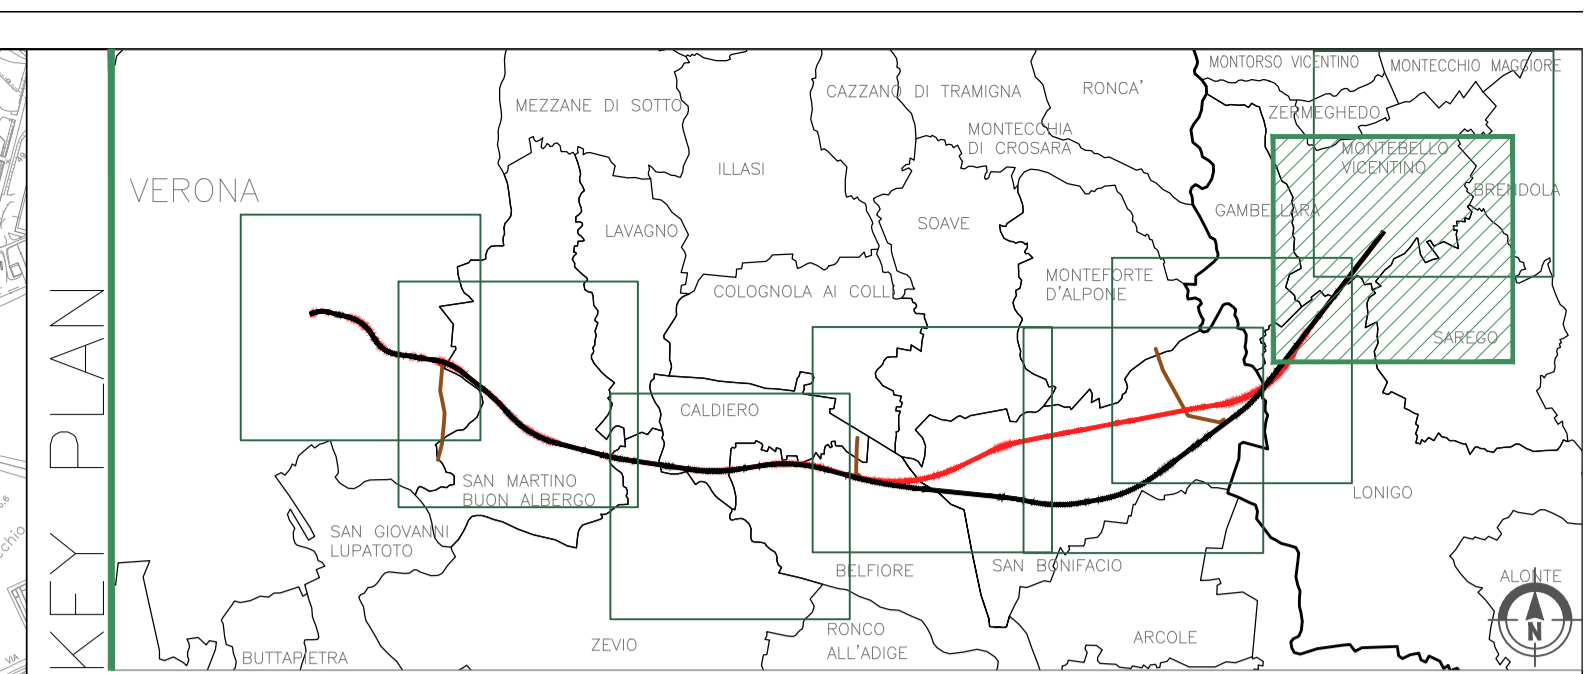 KEY PLAN
MONTORSO VICENTINO
MONTECCHIO MAGGIORE
MEZZANE DI SOTTO
CAZZANO DI TRAMIGNA
RONCA'
ZERMEGHEDO
MONTECCHIA
DI CROSARA
MONTEBELLO
VICENTINO
ILLASI
VERONA
BRENDOLA
GAMBELLARA
SOAVE
LAVAGNO
MONTEFORTE
D'ALPONE
COLOGNOLA AI COLL
SAREGO
CALDIERO
SAN MARTINO
BUON ALBERGO
LONIGO
SAN GIOVANNI
LUPATOTO
BELFIORE
SAN BONIFACIO
ALONTE
RONCO
ALL'ADIGE
ARCOLE
ZEVIO
BUTTAPIETRA
N
VIA